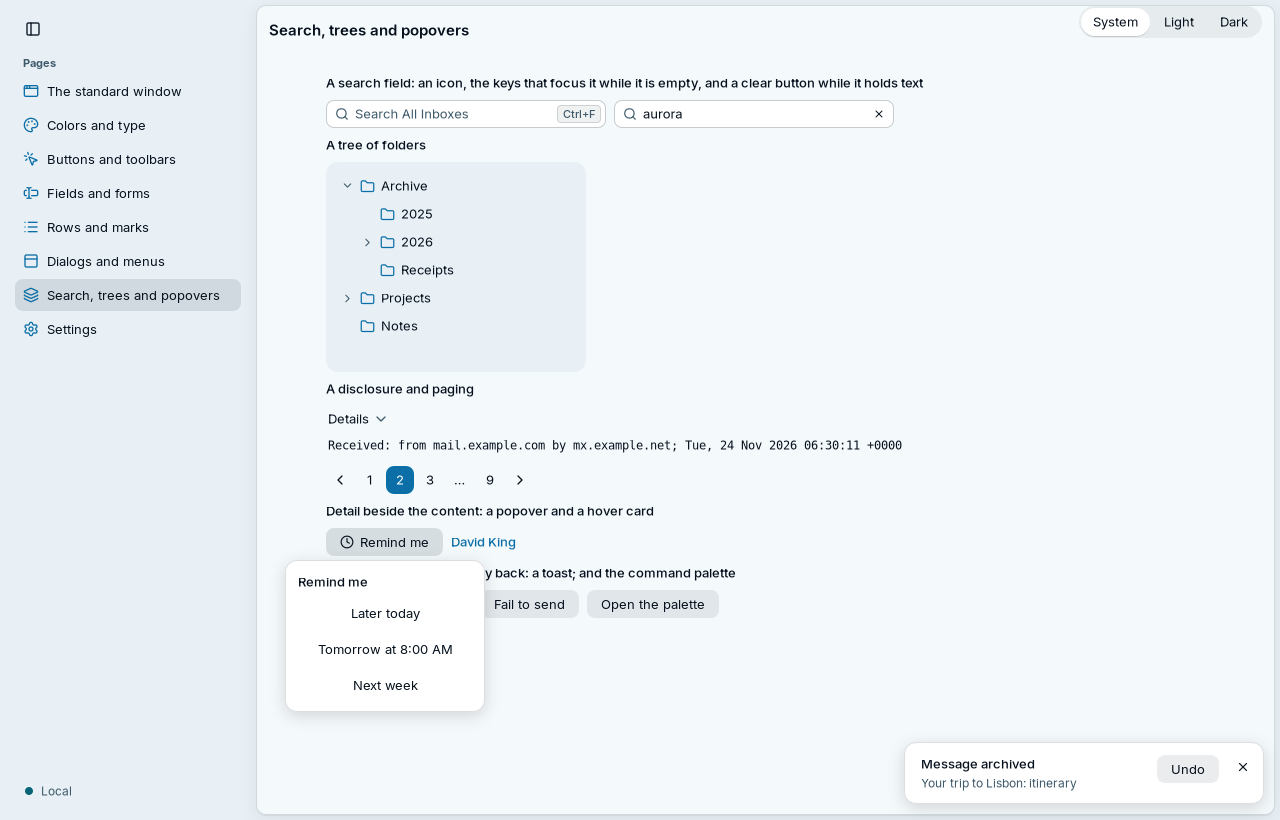 Search, trees and popovers
System Light Dark
Pages
The standard window
Colors and type
Buttons and toolbars
Fields and forms
Rows and marks
Dialogs and menus
Search, trees and popovers
Settings
Local
A search field: an icon, the keys that focus it while it is empty, and a clear button while it holds text
Search All Inboxes Ctrl+F aurora
A tree of folders
Archive
2025
2026
Receipts
Projects
Notes
A disclosure and paging
Details
Received: from mail.example.com by mx.example.net; Tue, 24 Nov 2026 06:30:11 +0000
1 2 3 … 9
Detail beside the content: a popover and a hover card
Remind me David King
y back: a toast; and the command palette
Fail to send Open the palette
Remind me
Later today
Tomorrow at 8:00 AM
Next week
Message archived
Your trip to Lisbon: itinerary
Undo